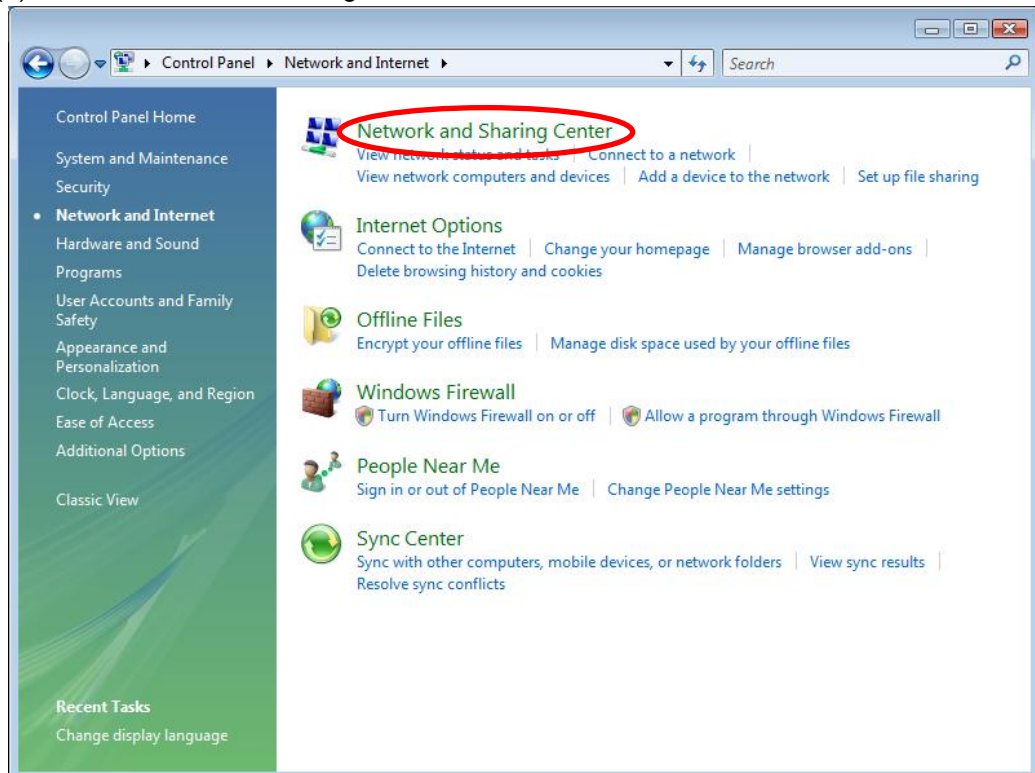 Control Panel ▸ Network and Internet ▸
Search
Control Panel Home
System and Maintenance
Security
• Network and Internet
Hardware and Sound
Programs
User Accounts and Family
Safety
Appearance and
Personalization
Clock, Language, and Region
Ease of Access
Additional Options
Classic View
Recent Tasks
Change display language
Network and Sharing Center
View network status and tasks | Connect to a network |
View network computers and devices | Add a device to the network | Set up file sharing
Internet Options
Connect to the Internet | Change your homepage | Manage browser add-ons |
Delete browsing history and cookies
Offline Files
Encrypt your offline files | Manage disk space used by your offline files
Windows Firewall
Turn Windows Firewall on or off | Allow a program through Windows Firewall
People Near Me
Sign in or out of People Near Me | Change People Near Me settings
Sync Center
Sync with other computers, mobile devices, or network folders | View sync results |
Resolve sync conflicts